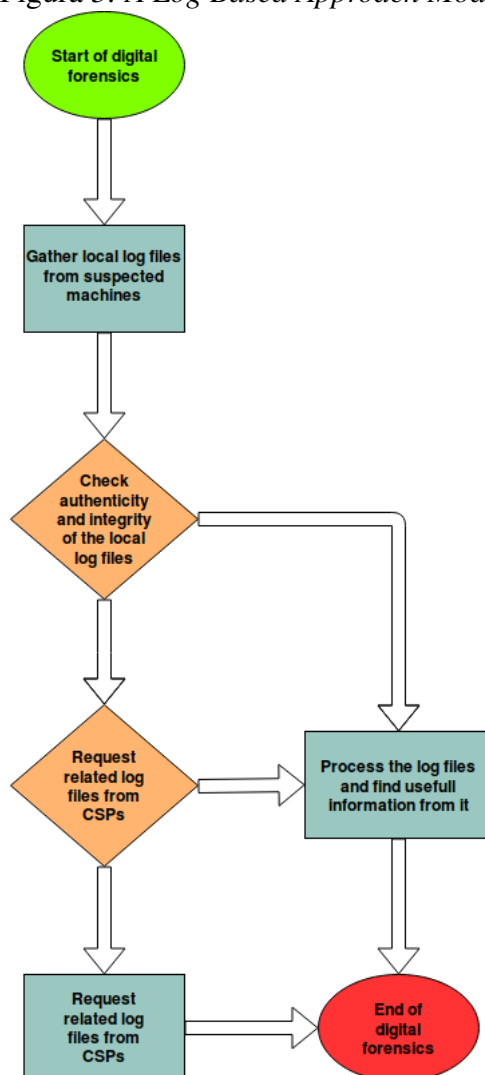 Figura 3: A Log-Based Approach Mod
Start of digital
forensics
Gather local log files
from suspected
machines
Check
authenticity
and integrity
of the local
log files
Request
related log
files from
CSPs
Process the log files
and find usefull
information from it
Request
related log
files from
CSPs
End of
digital
forensics